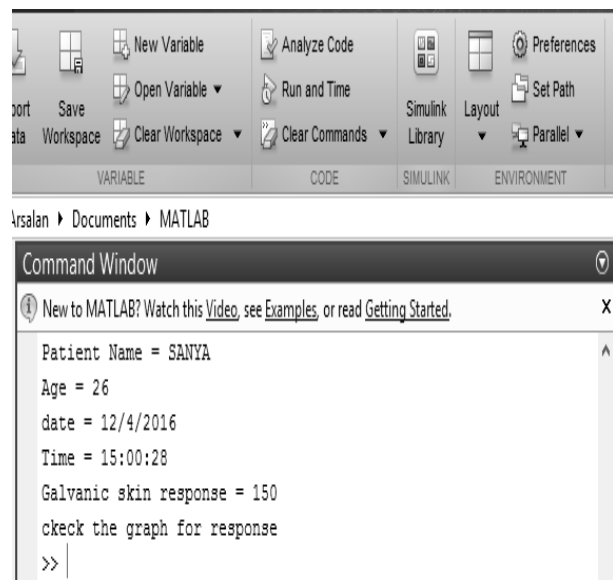 New Variable
Analyze Code
Preferences
Open Variable
Run and Time
Set Path
Save
Workspace
Clear Workspace
Clear Commands
Simulink
Library
Layout
Parallel
VARIABLE
CODE
SIMULINK
ENVIRONMENT
Arsalan ▸ Documents ▸ MATLAB
Command Window
New to MATLAB? Watch this Video, see Examples, or read Getting Started.
X
Patient Name = SANYA
Age = 26
date = 12/4/2016
Time = 15:00:28
Galvanic skin response = 150
ckeck the graph for response
>>